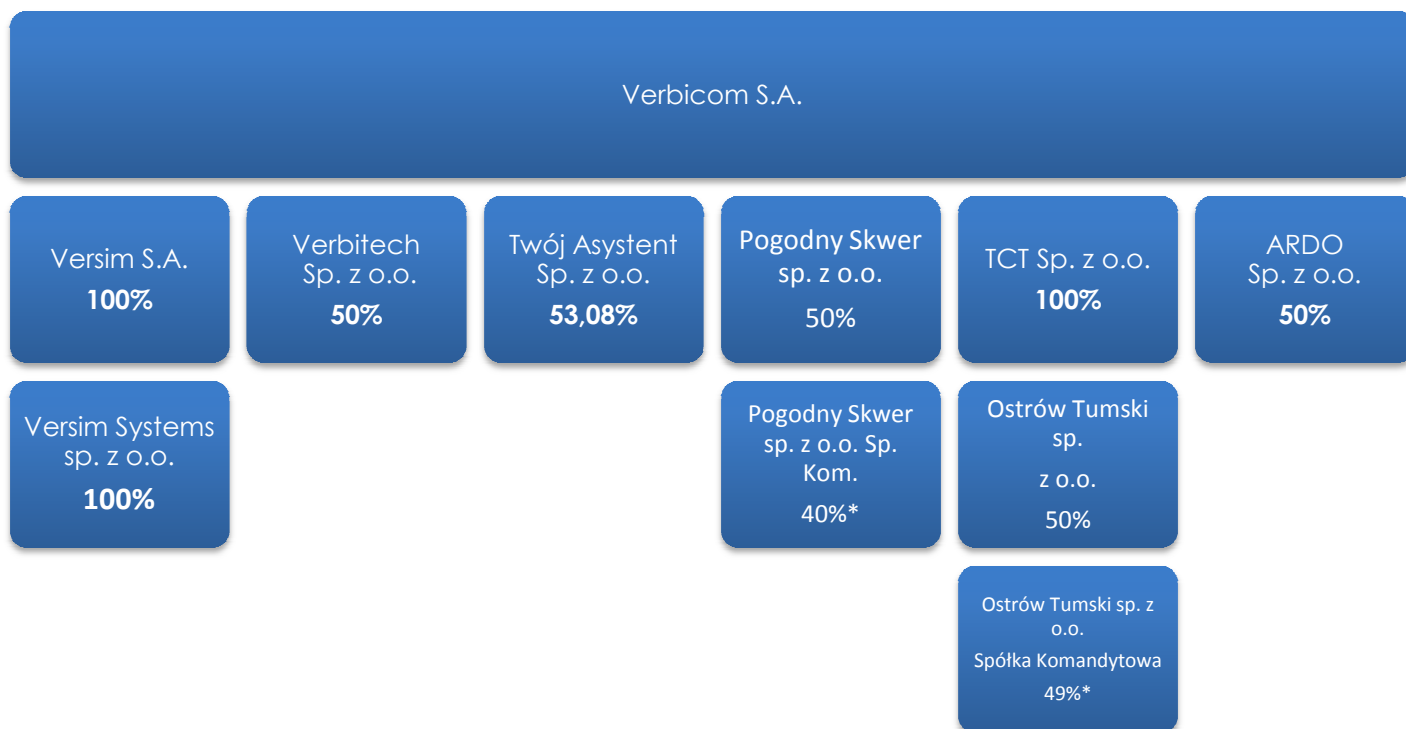 Verbicom S.A.
Versim S.A.
100%
Verbitech
Sp. z o.o.
50%
Twój Asystent
Sp. z o.o.
53,08%
Pogodny Skwer
sp. z o.o.
50%
TCT Sp. z o.o.
100%
ARDO
Sp. z o.o.
50%
Versim Systems
sp. z o.o.
100%
Pogodny Skwer
sp. z o.o. Sp.
Kom.
40%*
Ostrów Tumski
sp.
z o.o.
50%
Ostrów Tumski sp. z
o.o.
Spółka Komandytowa
49%*